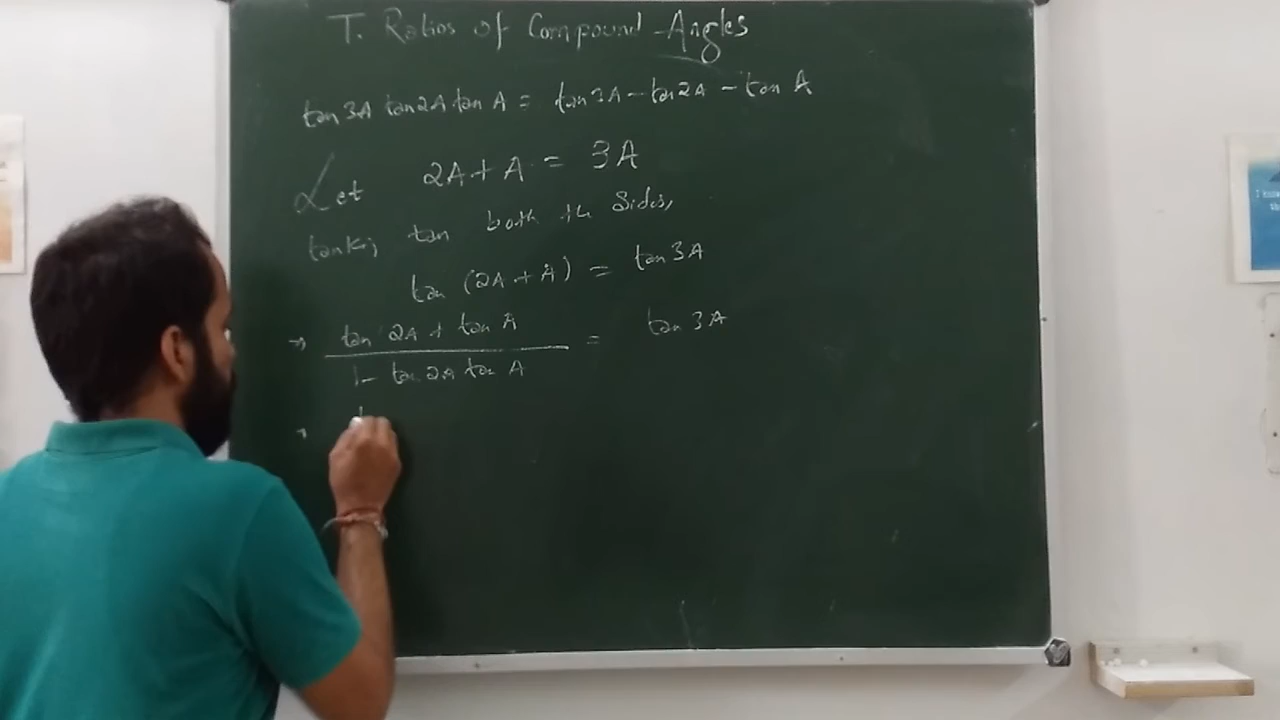 T. Ratios of Compound Angles
tan 3A tan 2A tan A = tan 3A - tan 2A - tan A
Let 2A + A = 3A
tan both the Sides,
tan (2A + A) = tan 3A
tan 2A + tan A = tan 3A
1 - tan 2A tan A